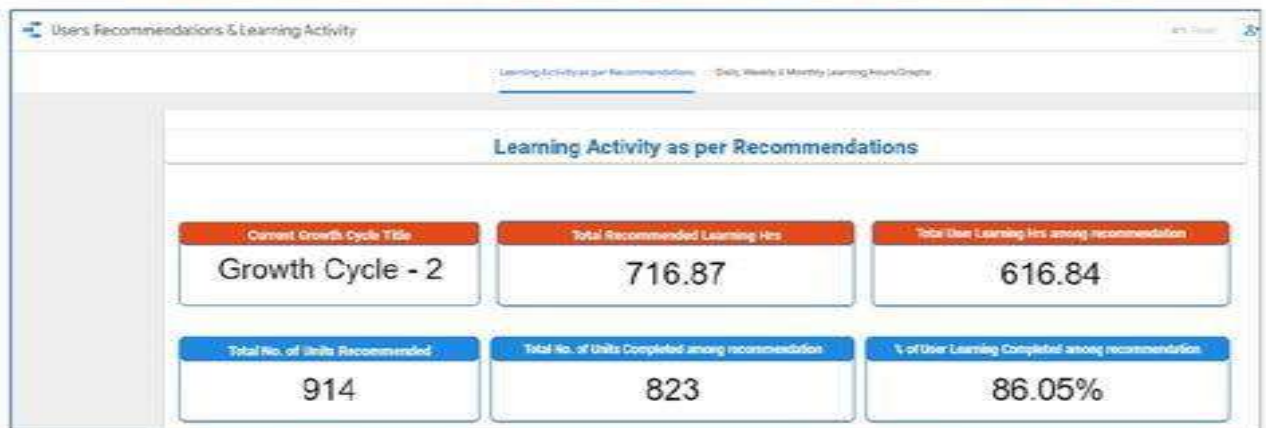 Users Recommendations & Learning Activity
Learning Activity as per Recommendations Daily, Weekly & Monthly Learning Hours/Graphs
Learning Activity as per Recommendations
Current Growth Cycle Title Total Recommended Learning Hrs Total User Learning Hrs among recommendation
Growth Cycle - 2 716.87 616.84
Total No. of Units Recommended Total No. of Units Completed among recommendation % of User Learning Completed among recommendation
914 823 86.05%